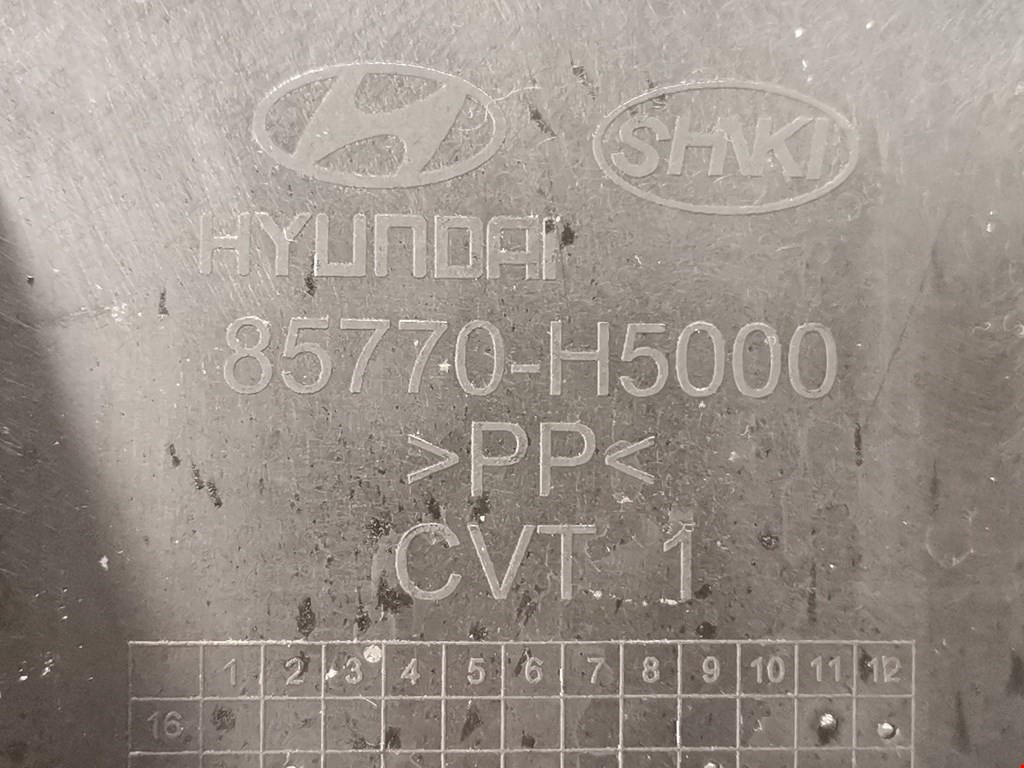 SHNKI
HYUNDAI
85770-H5000
>PP<
CVT 1
1 2 3 4 5 6 7 8 9 10 11 12
16